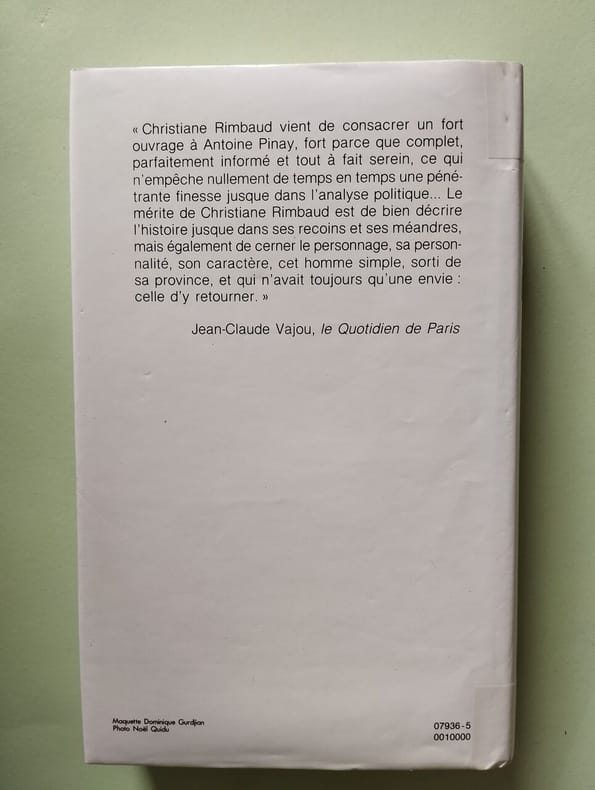 « Christiane Rimbaud vient de consacrer un fort
ouvrage à Antoine Pinay, fort parce que complet,
parfaitement informé et tout à fait serein, ce qui
n'empêche nullement de temps en temps une péné-
trante finesse jusque dans l'analyse politique... Le
mérite de Christiane Rimbaud est de bien décrire
l'histoire jusque dans ses recoins et ses méandres,
mais également de cerner le personnage, sa person-
nalité, son caractère, cet homme simple, sorti de
sa province, et qui n'avait toujours qu'une envie :
celle d'y retourner. »
Jean-Claude Vajou, le Quotidien de Paris
Maquette Dominique Gurdjian
Photo Noël Quidu
07936-5
0010000